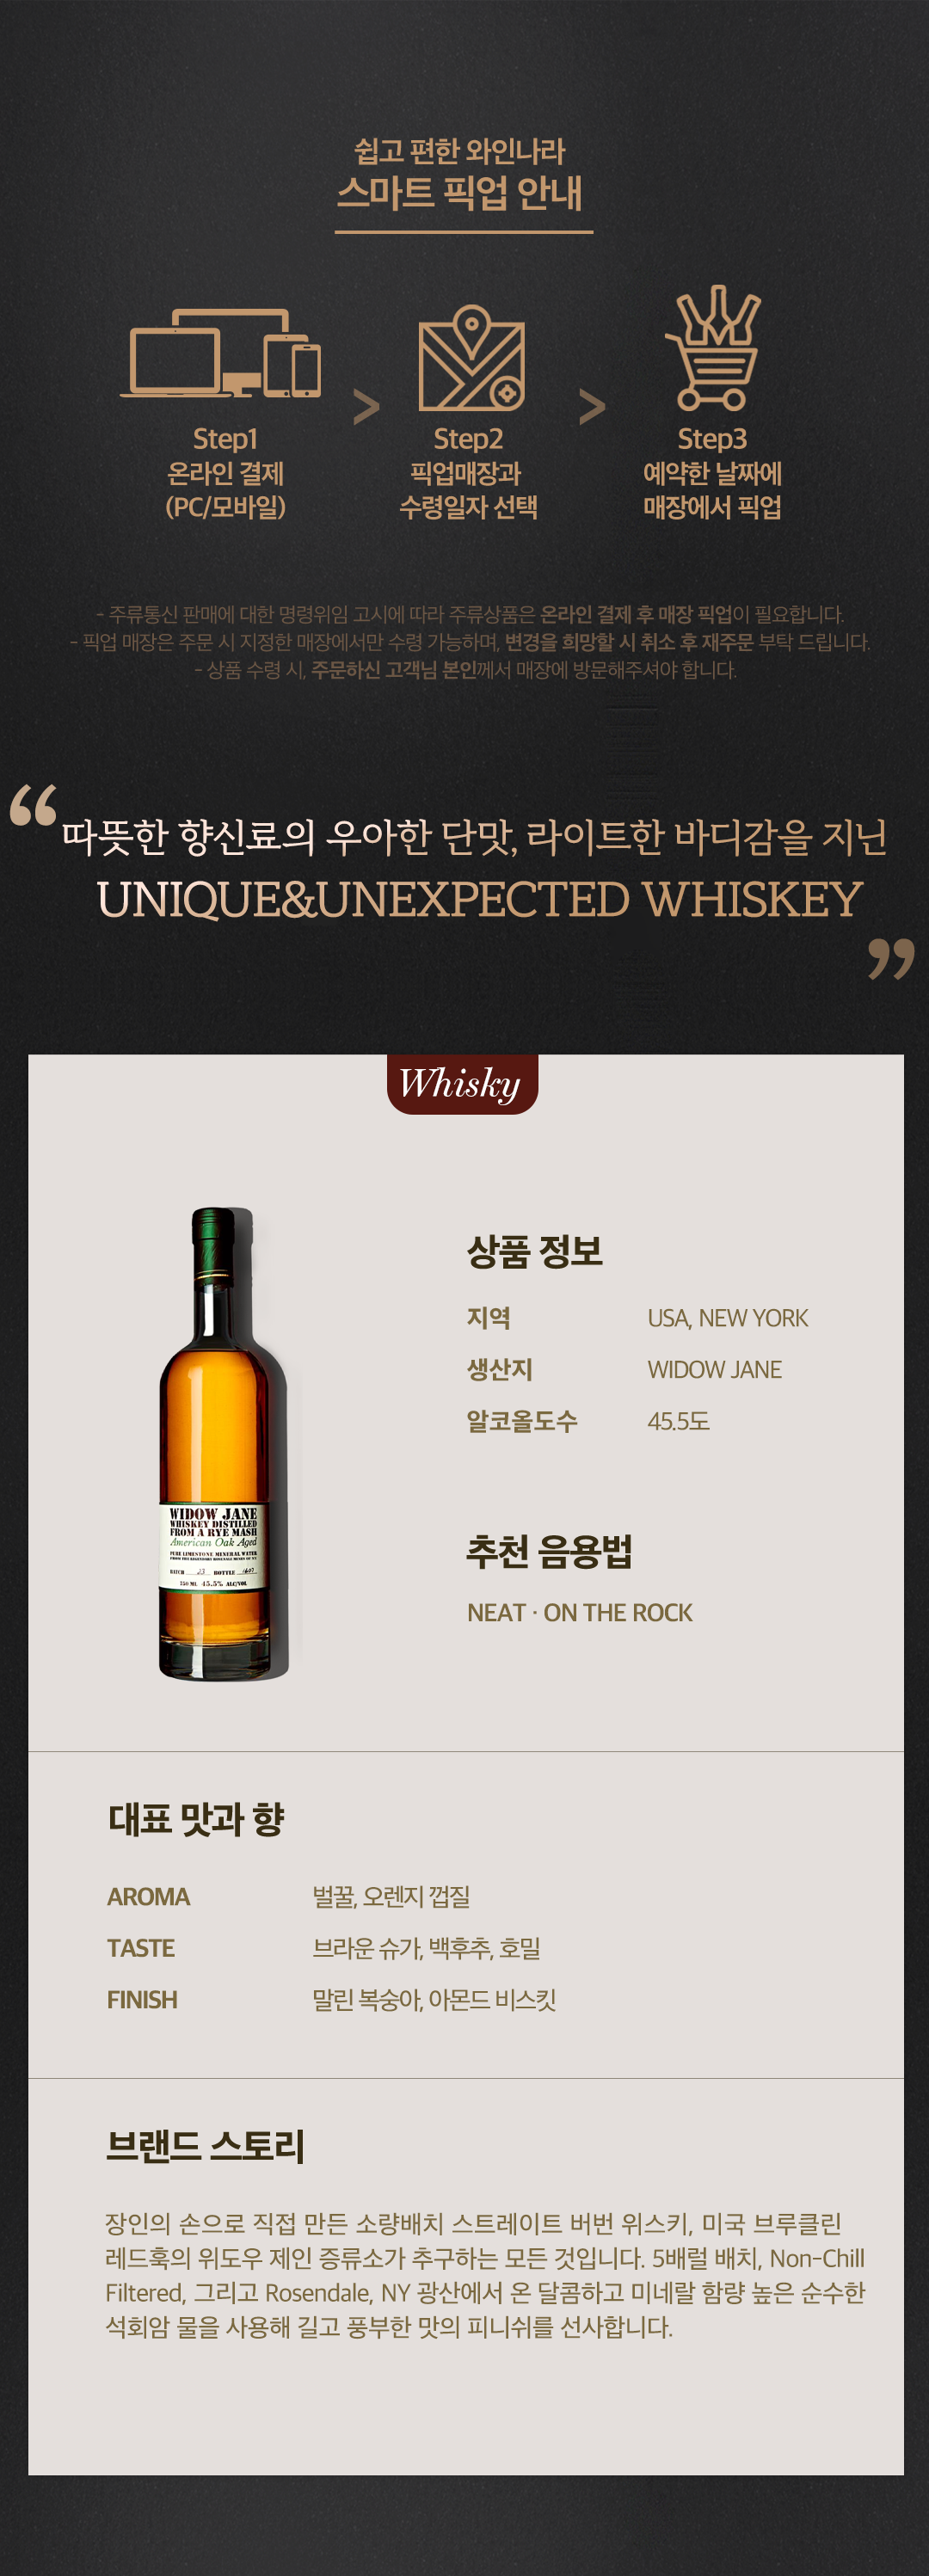 쉽고 편한 와인나라
스마트 픽업 안내
Step1
온라인 결제
(PC/모바일)
>
Step2
픽업매장과
수령일자 선택
>
Step3
예약한 날짜에
매장에서 픽업
- 주류통신 판매에 대한 명령위임 고시에 따라 주류상품은 온라인 결제 후 매장 픽업이 필요합니다.
- 픽업 매장은 주문 시 지정한 매장에서만 수령 가능하며, 변경을 희망할 시 취소 후 재주문 부탁 드립니다.
- 상품 수령 시, 주문하신 고객님 본인께서 매장에 방문해주셔야 합니다.
“따뜻한 향신료의 우아한 단맛, 라이트한 바디감을 지닌
UNIQUE&UNEXPECTED WHISKEY”
Whisky
상품 정보
지역 USA, NEW YORK
생산지 WIDOW JANE
알코올도수 45.5도
추천 음용법
NEAT · ON THE ROCK
WIDOW JANE
WHISKEY DISTILLED
FROM A RYE MASH
American Oak Aged
PURE LIMESTONE MINERAL WATER
BATCH 23 BOTTLE
750 ML 45.5% ALC/VOL
대표 맛과 향
AROMA 벌꿀, 오렌지 껍질
TASTE 브라운 슈가, 백후추, 호밀
FINISH 말린 복숭아, 아몬드 비스킷
브랜드 스토리
장인의 손으로 직접 만든 소량배치 스트레이트 버번 위스키, 미국 브루클린
레드훅의 위도우 제인 증류소가 추구하는 모든 것입니다. 5배럴 배치, Non-Chill
Filtered, 그리고 Rosendale, NY 광산에서 온 달콤하고 미네랄 함량 높은 순수한
석회암 물을 사용해 길고 풍부한 맛의 피니쉬를 선사합니다.